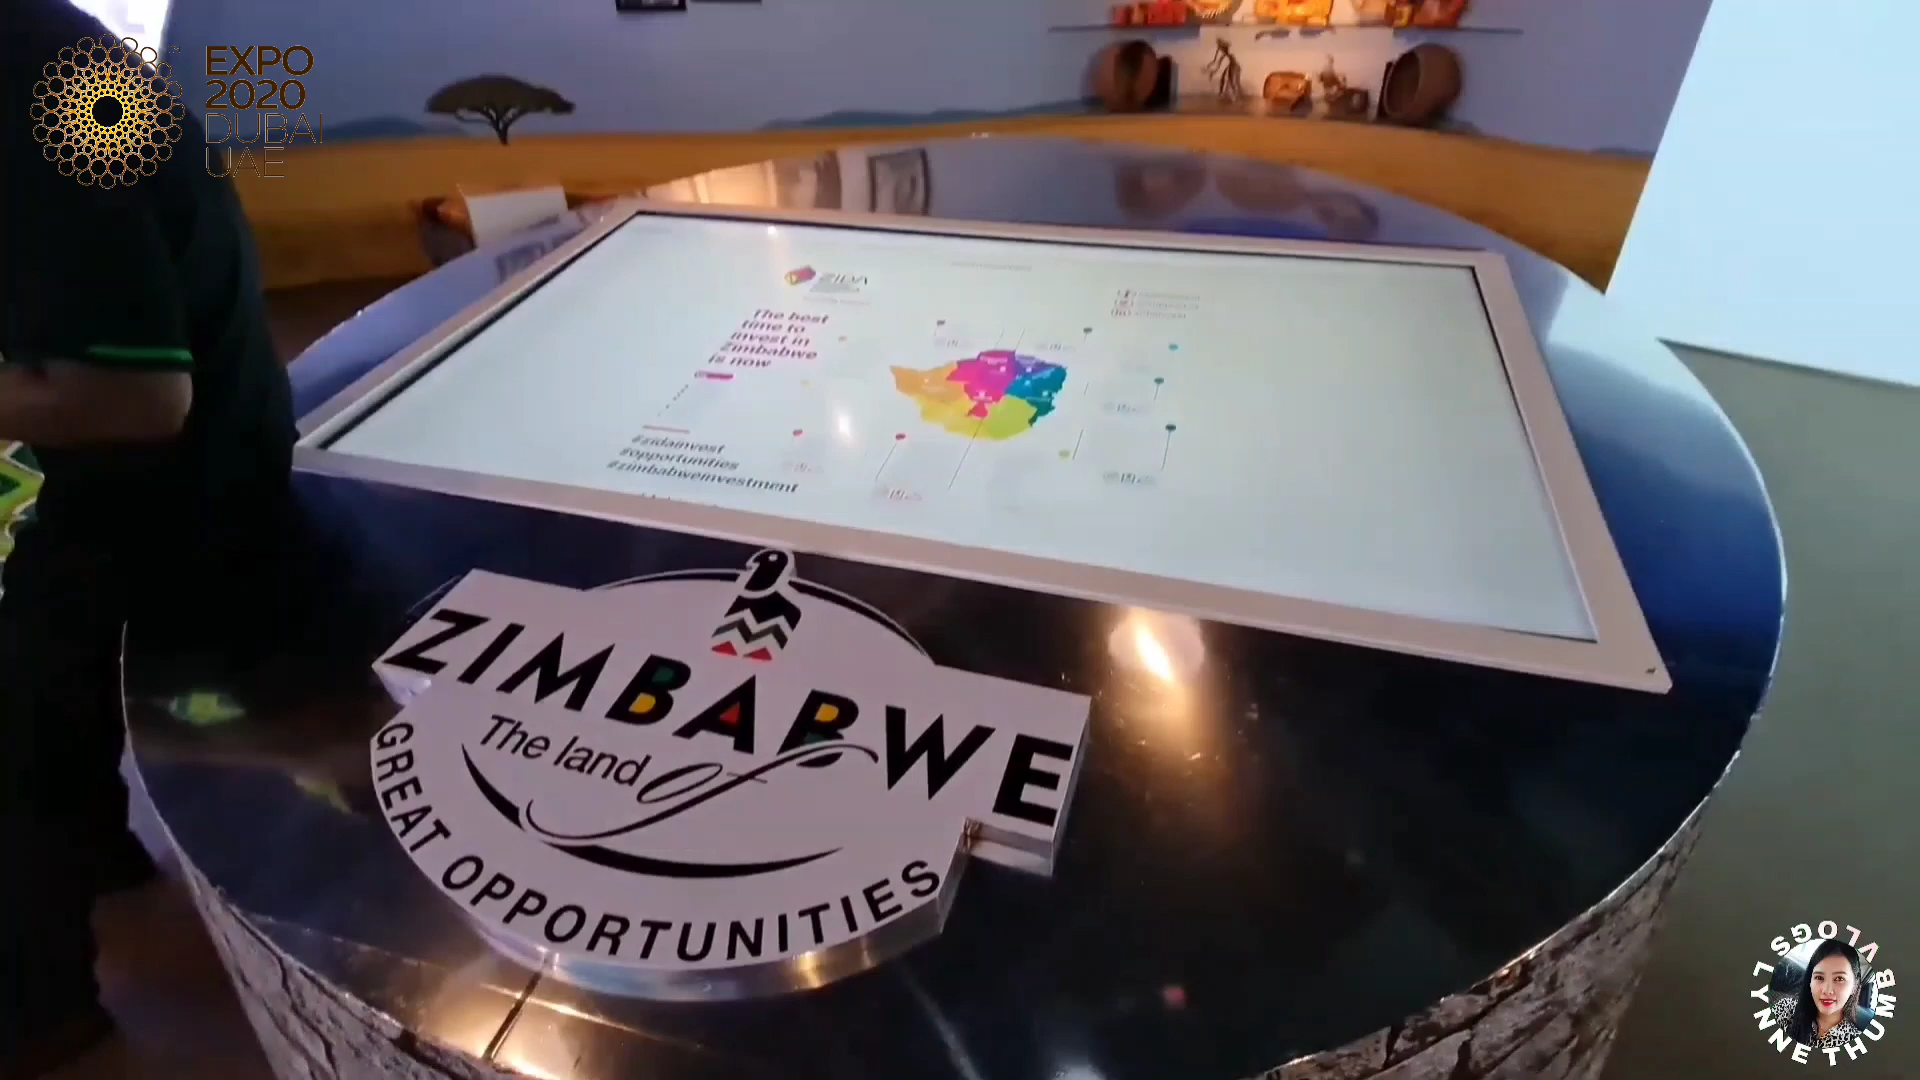 EXPO
2020
DUBAI
UAE
ZIDA
The best
time to
invest in
Zimbabwe
is now
#zidainvest
#opportunities
#zimbabweinvestment
ZIMBABWE
The land of
GREAT OPPORTUNITIES
LYNNE THUMB VLOGS